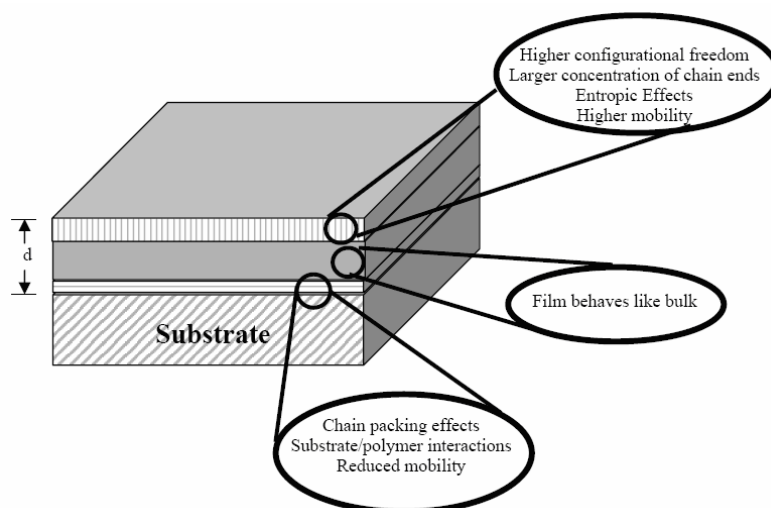 Higher configurational freedom
Larger concentration of chain ends
Entropic Effects
Higher mobility
d
Film behaves like bulk
Substrate
Chain packing effects
Substrate/polymer interactions
Reduced mobility